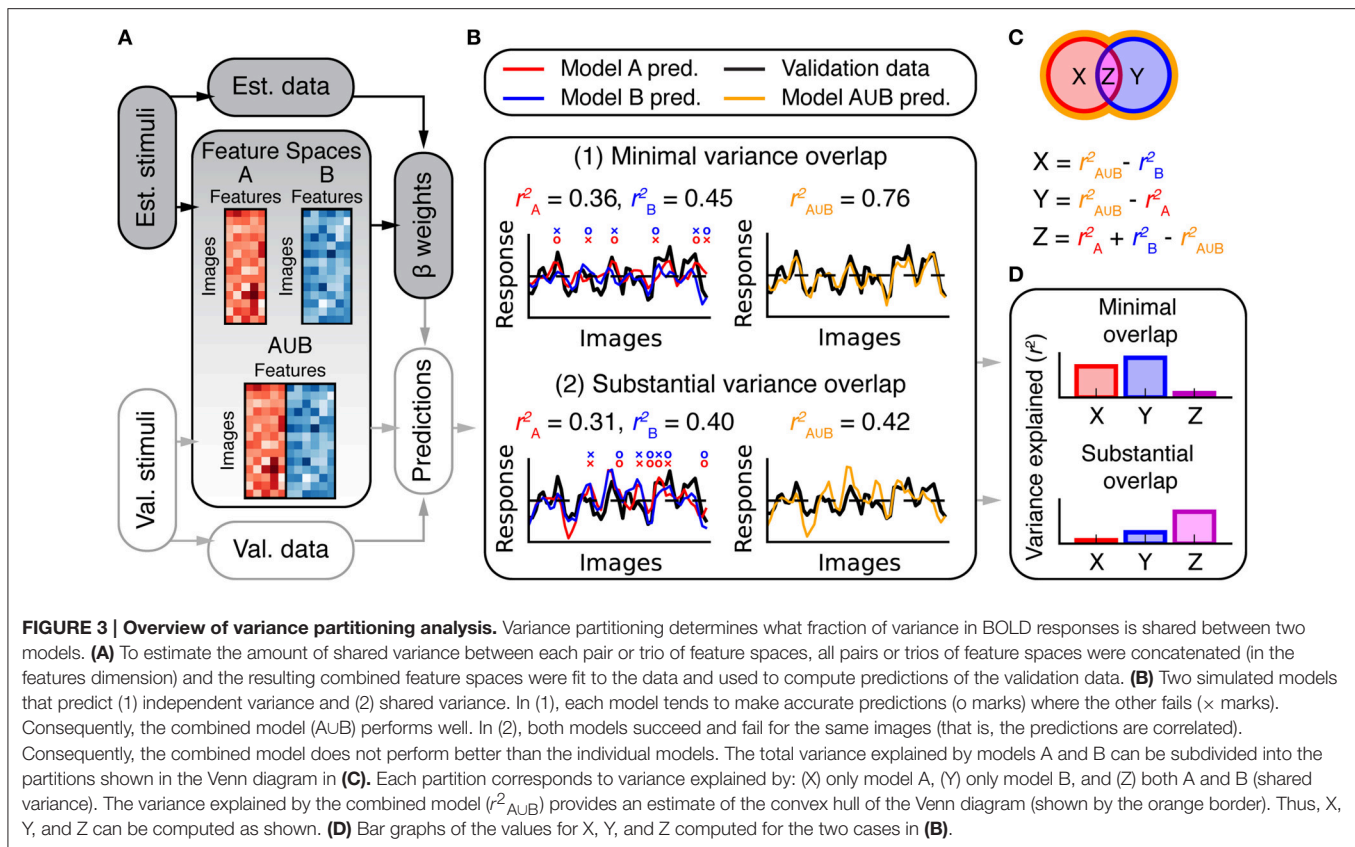 A
Est. stimuli
Est. data
Feature Spaces
A B
Features Features
Images Images
AUB
Features
Images
β weights
Predictions
Val. stimuli
Val. data
B
Model A pred. Validation data
Model B pred. Model AUB pred.
(1) Minimal variance overlap
r²A = 0.36, r²B = 0.45 r²AUB = 0.76
× o × o × o
o × o × o ×
Response Response
Images Images
(2) Substantial variance overlap
r²A = 0.31, r²B = 0.40 r²AUB = 0.42
Response Response
Images Images
C
X Z Y
X = r²AUB - r²B
Y = r²AUB - r²A
Z = r²A + r²B - r²AUB
D
Variance explained (r²)
Minimal
overlap
X Y Z
Substantial
overlap
X Y Z
FIGURE 3 | Overview of variance partitioning analysis. Variance partitioning determines what fraction of variance in BOLD responses is shared between two
models. (A) To estimate the amount of shared variance between each pair or trio of feature spaces, all pairs or trios of feature spaces were concatenated (in the
features dimension) and the resulting combined feature spaces were fit to the data and used to compute predictions of the validation data. (B) Two simulated models
that predict (1) independent variance and (2) shared variance. In (1), each model tends to make accurate predictions (o marks) where the other fails (× marks).
Consequently, the combined model (AUB) performs well. In (2), both models succeed and fail for the same images (that is, the predictions are correlated).
Consequently, the combined model does not perform better than the individual models. The total variance explained by models A and B can be subdivided into the
partitions shown in the Venn diagram in (C). Each partition corresponds to variance explained by: (X) only model A, (Y) only model B, and (Z) both A and B (shared
variance). The variance explained by the combined model (r²AUB) provides an estimate of the convex hull of the Venn diagram (shown by the orange border). Thus, X,
Y, and Z can be computed as shown. (D) Bar graphs of the values for X, Y, and Z computed for the two cases in (B).